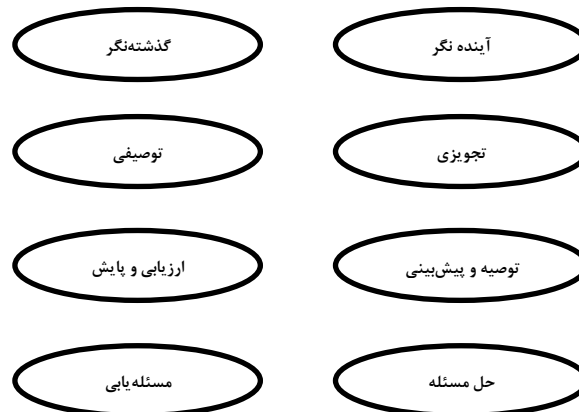 آینده نگر
گذشته‌نگر
تجویزی
توصیفی
توصیه و پیش‌بینی
ارزیابی و پایش
حل مسئله
مسئله‌یابی